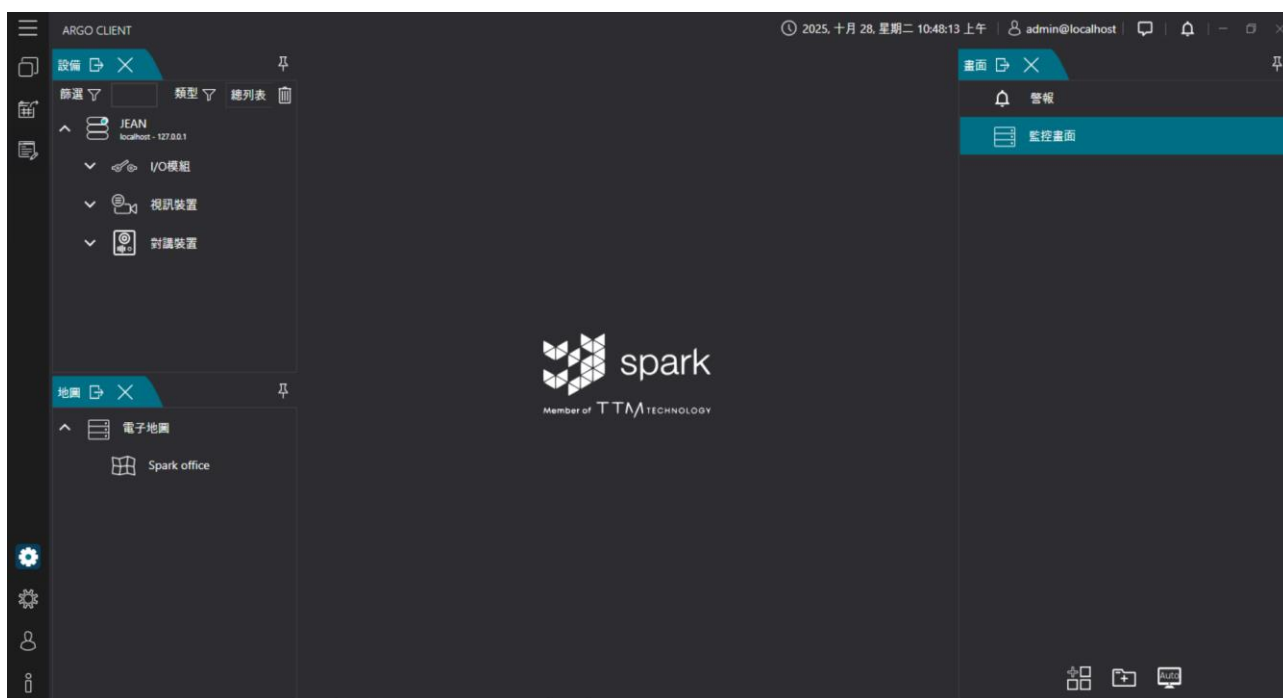 ARGO CLIENT
2025, 十月 28, 星期二 10:48:13 上午
admin@localhost
設備
篩選 類型 總列表
JEAN
localhost - 127.0.0.1
I/O模組
視訊裝置
對講裝置
地圖
電子地圖
Spark office
spark
Member of TTM TECHNOLOGY
畫面
警報
監控畫面
Auto